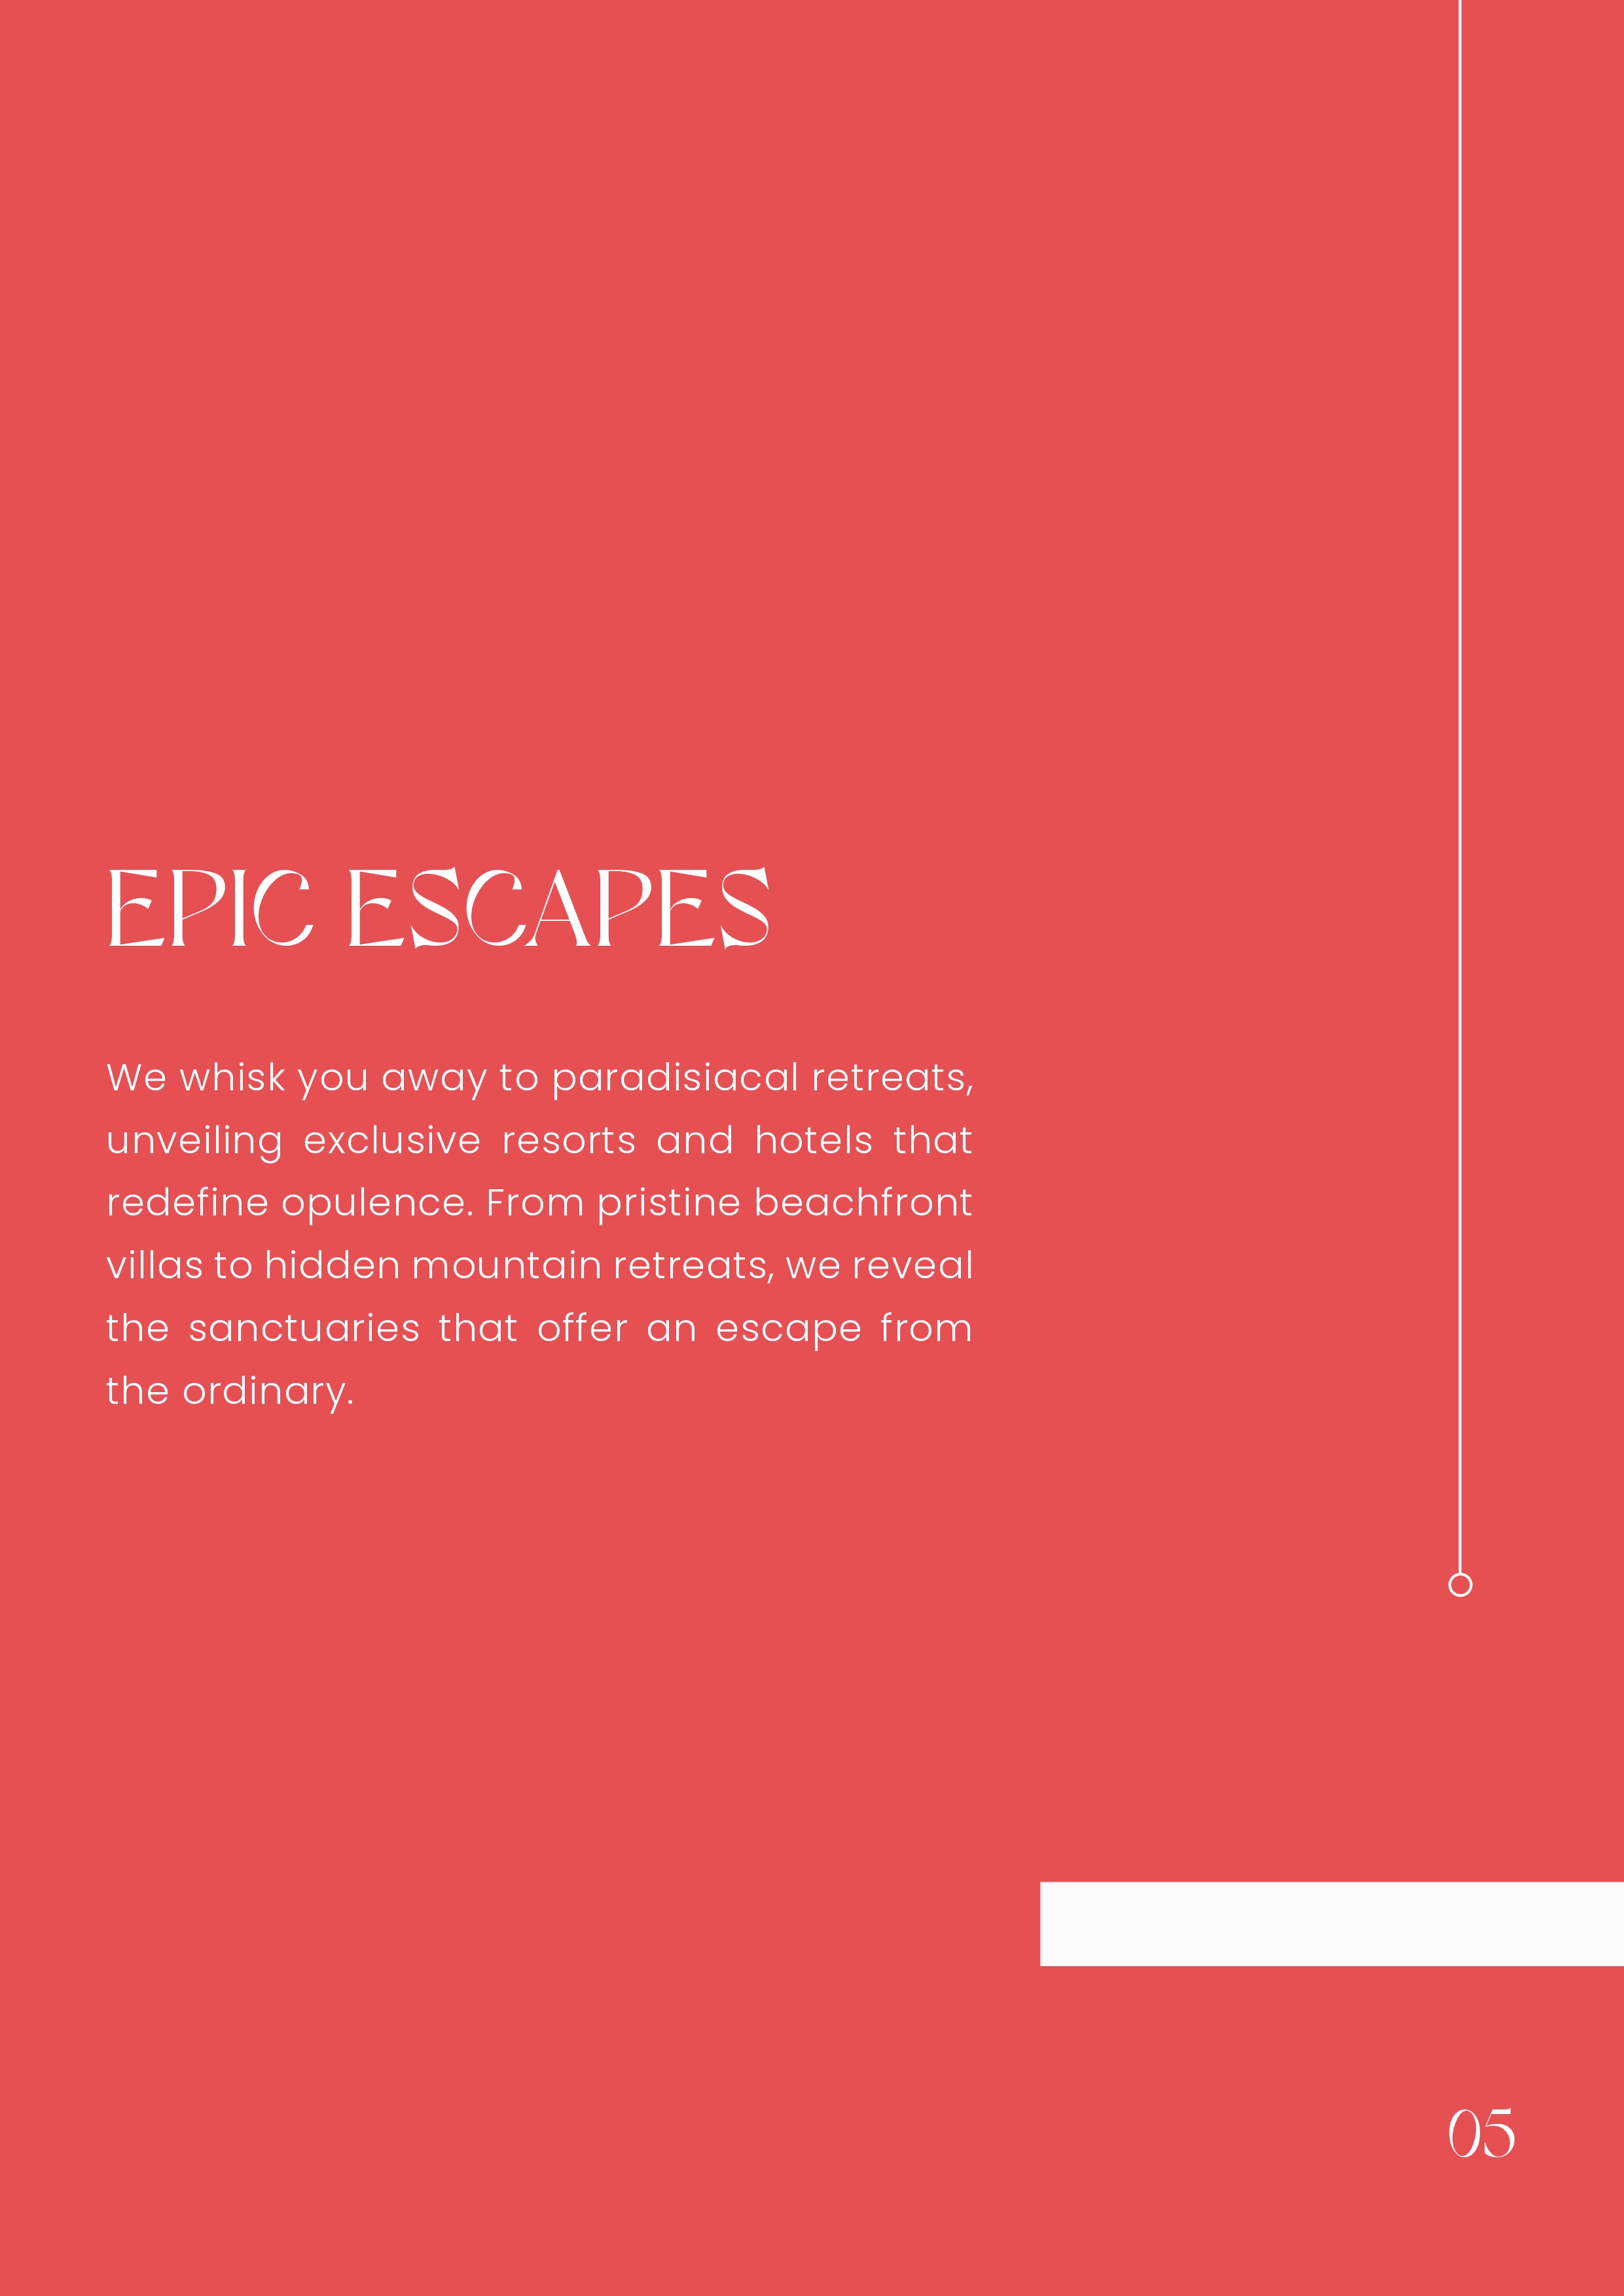 EPIC ESCAPES
We whisk you away to paradisiacal retreats,
unveiling exclusive resorts and hotels that
redefine opulence. From pristine beachfront
villas to hidden mountain retreats, we reveal
the sanctuaries that offer an escape from
the ordinary.
05